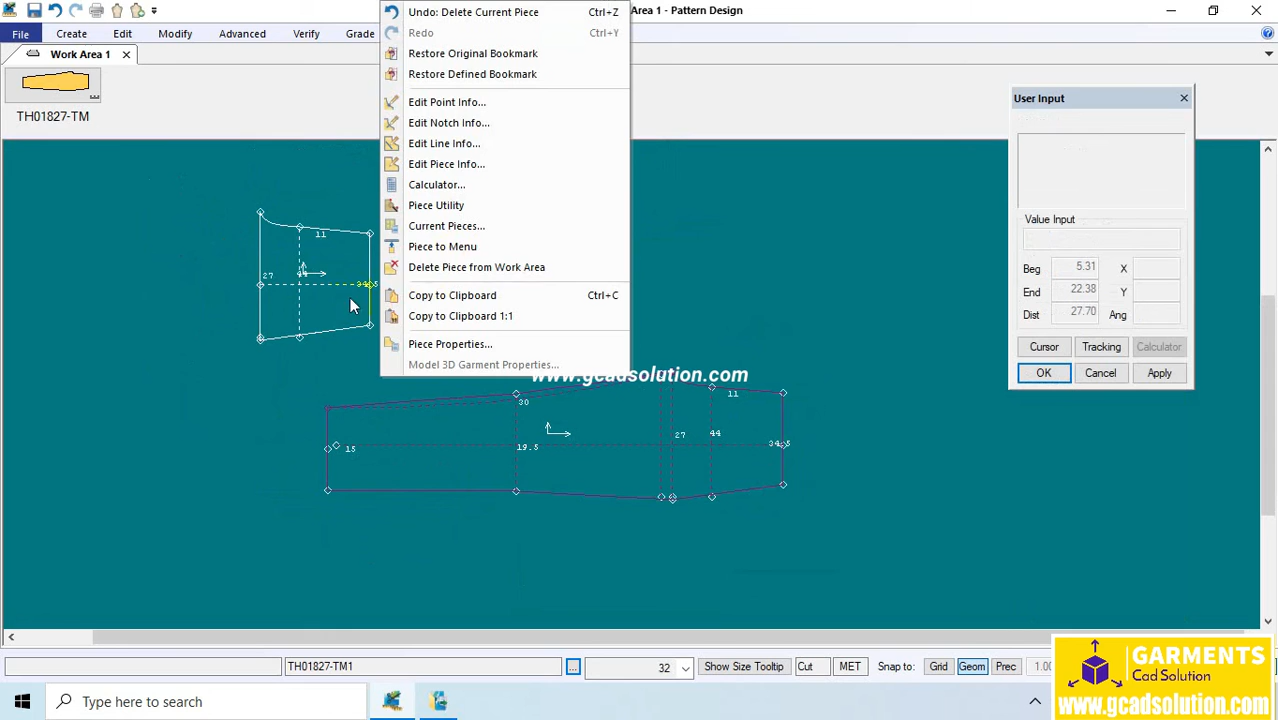 Area 1 - Pattern Design
File Create Edit Modify Advanced Verify Grade
Work Area 1
TH01827-TM
Undo: Delete Current Piece Ctrl+Z
Redo Ctrl+Y
Restore Original Bookmark
Restore Defined Bookmark
Edit Point Info...
Edit Notch Info...
Edit Line Info...
Edit Piece Info...
Calculator...
Piece Utility
Current Pieces...
Piece to Menu
Delete Piece from Work Area
Copy to Clipboard Ctrl+C
Copy to Clipboard 1:1
Piece Properties...
Model 3D Garment Properties...
User Input
Value Input
Beg 5.31 X
End 22.38 Y
Dist 27.70 Ang
Cursor Tracking Calculator
OK Cancel Apply
11
27
www.gcadsolution.com
30
11
15
19.5
27
44
34.5
TH01827-TM1
...
32
Show Size Tooltip Cut MET Snap to: Grid Geom Prec 1.00
Type here to search
GARMENTS
Cad Solution
www.gcadsolution.com